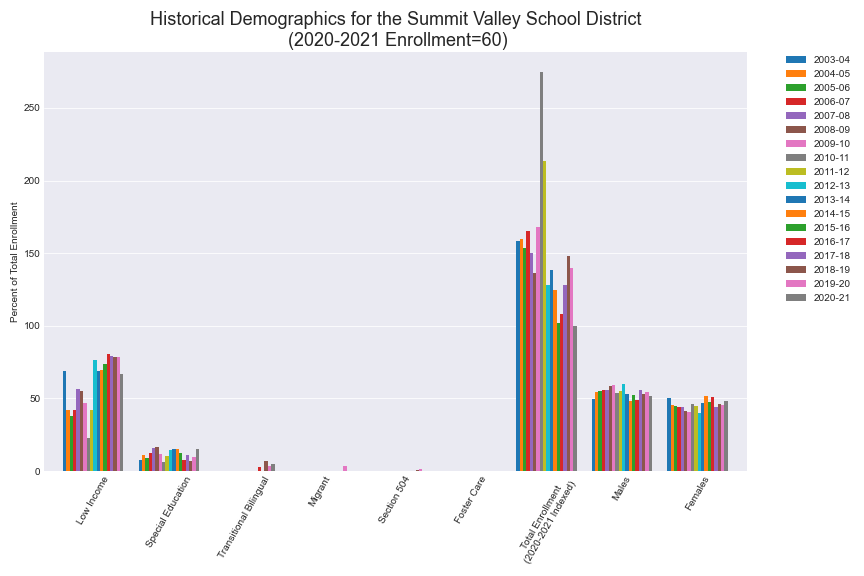 Historical Demographics for the Summit Valley School District
(2020-2021 Enrollment=60)
Percent of Total Enrollment
250
200
150
100
50
0
Low Income
Special Education
Transitional Bilingual
Migrant
Section 504
Foster Care
Total Enrollment
(2020-2021 Indexed)
Males
Females
2003-04
2004-05
2005-06
2006-07
2007-08
2008-09
2009-10
2010-11
2011-12
2012-13
2013-14
2014-15
2015-16
2016-17
2017-18
2018-19
2019-20
2020-21